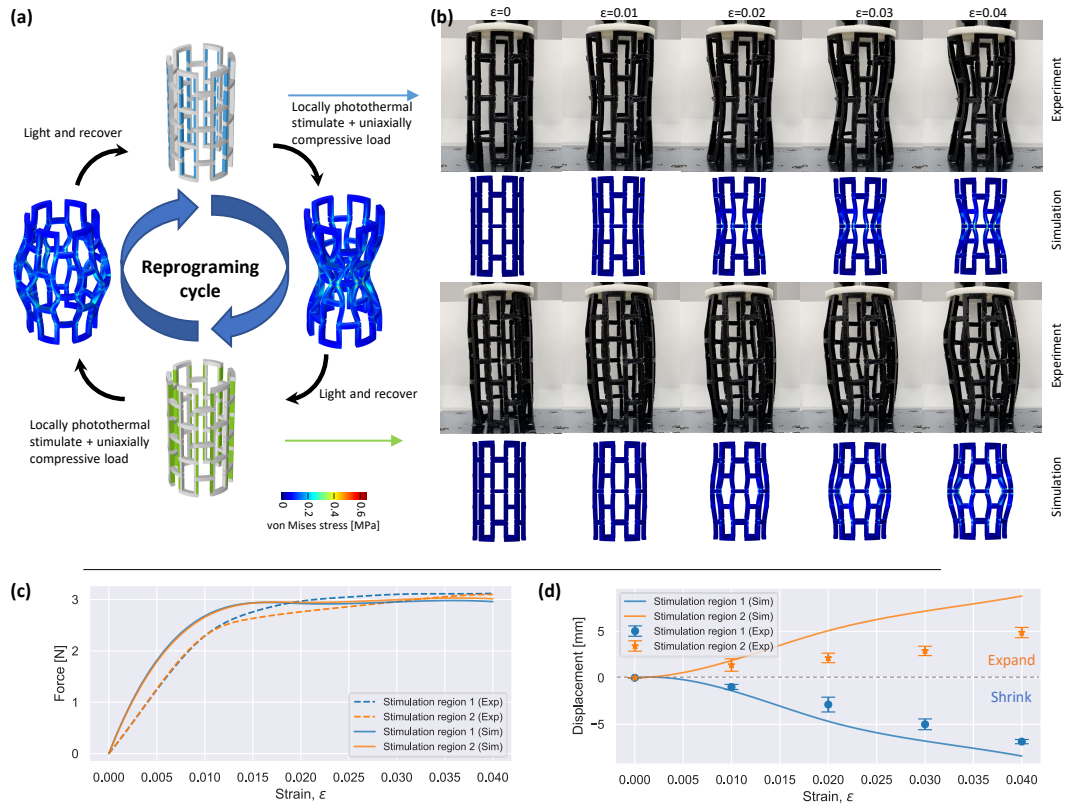 (a)
Light and recover
Locally photothermal
stimulate + uniaxially
compressive load
Reprograming
cycle
Light and recover
Locally photothermal
stimulate + uniaxially
compressive load
0
0.2
0.4
0.6
von Mises stress [MPa]
(b)
ε=0
ε=0.01
ε=0.02
ε=0.03
ε=0.04
Experiment
Simulation
Experiment
Simulation
(c)
Force [N]
3
2
1
0
Stimulation region 1 (Exp)
Stimulation region 2 (Exp)
Stimulation region 1 (Sim)
Stimulation region 2 (Sim)
0.000 0.005 0.010 0.015 0.020 0.025 0.030 0.035 0.040
Strain, ε
(d)
Displacement [mm]
5
0
−5
Stimulation region 1 (Sim)
Stimulation region 2 (Sim)
Stimulation region 1 (Exp)
Stimulation region 2 (Exp)
Expand
Shrink
0.000 0.005 0.010 0.015 0.020 0.025 0.030 0.035 0.040
Strain, ε